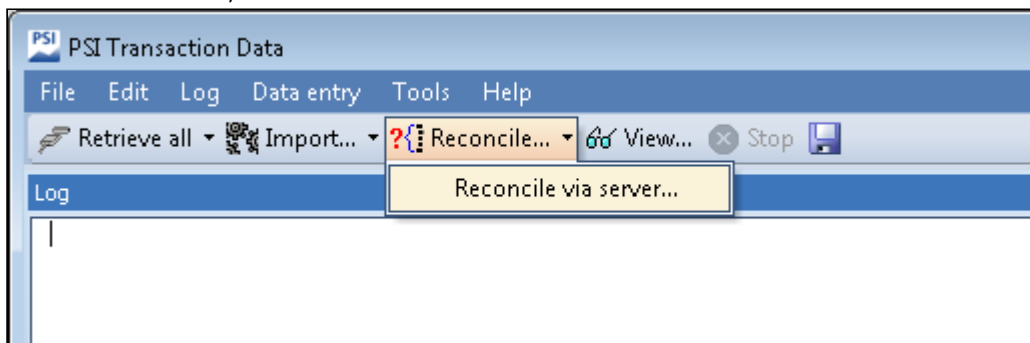 PSI PSI Transaction Data
File Edit Log Data entry Tools Help
Retrieve all Import... ?{ Reconcile... View... Stop
Reconcile via server...
Log